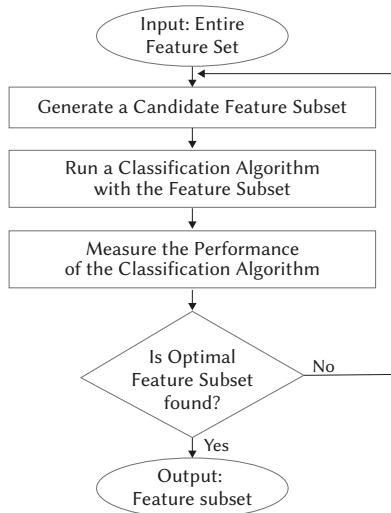 Input: Entire
Feature Set
Generate a Candidate Feature Subset
Run a Classification Algorithm
with the Feature Subset
Measure the Performance
of the Classification Algorithm
Is Optimal
Feature Subset
found?
No
Yes
Output:
Feature subset